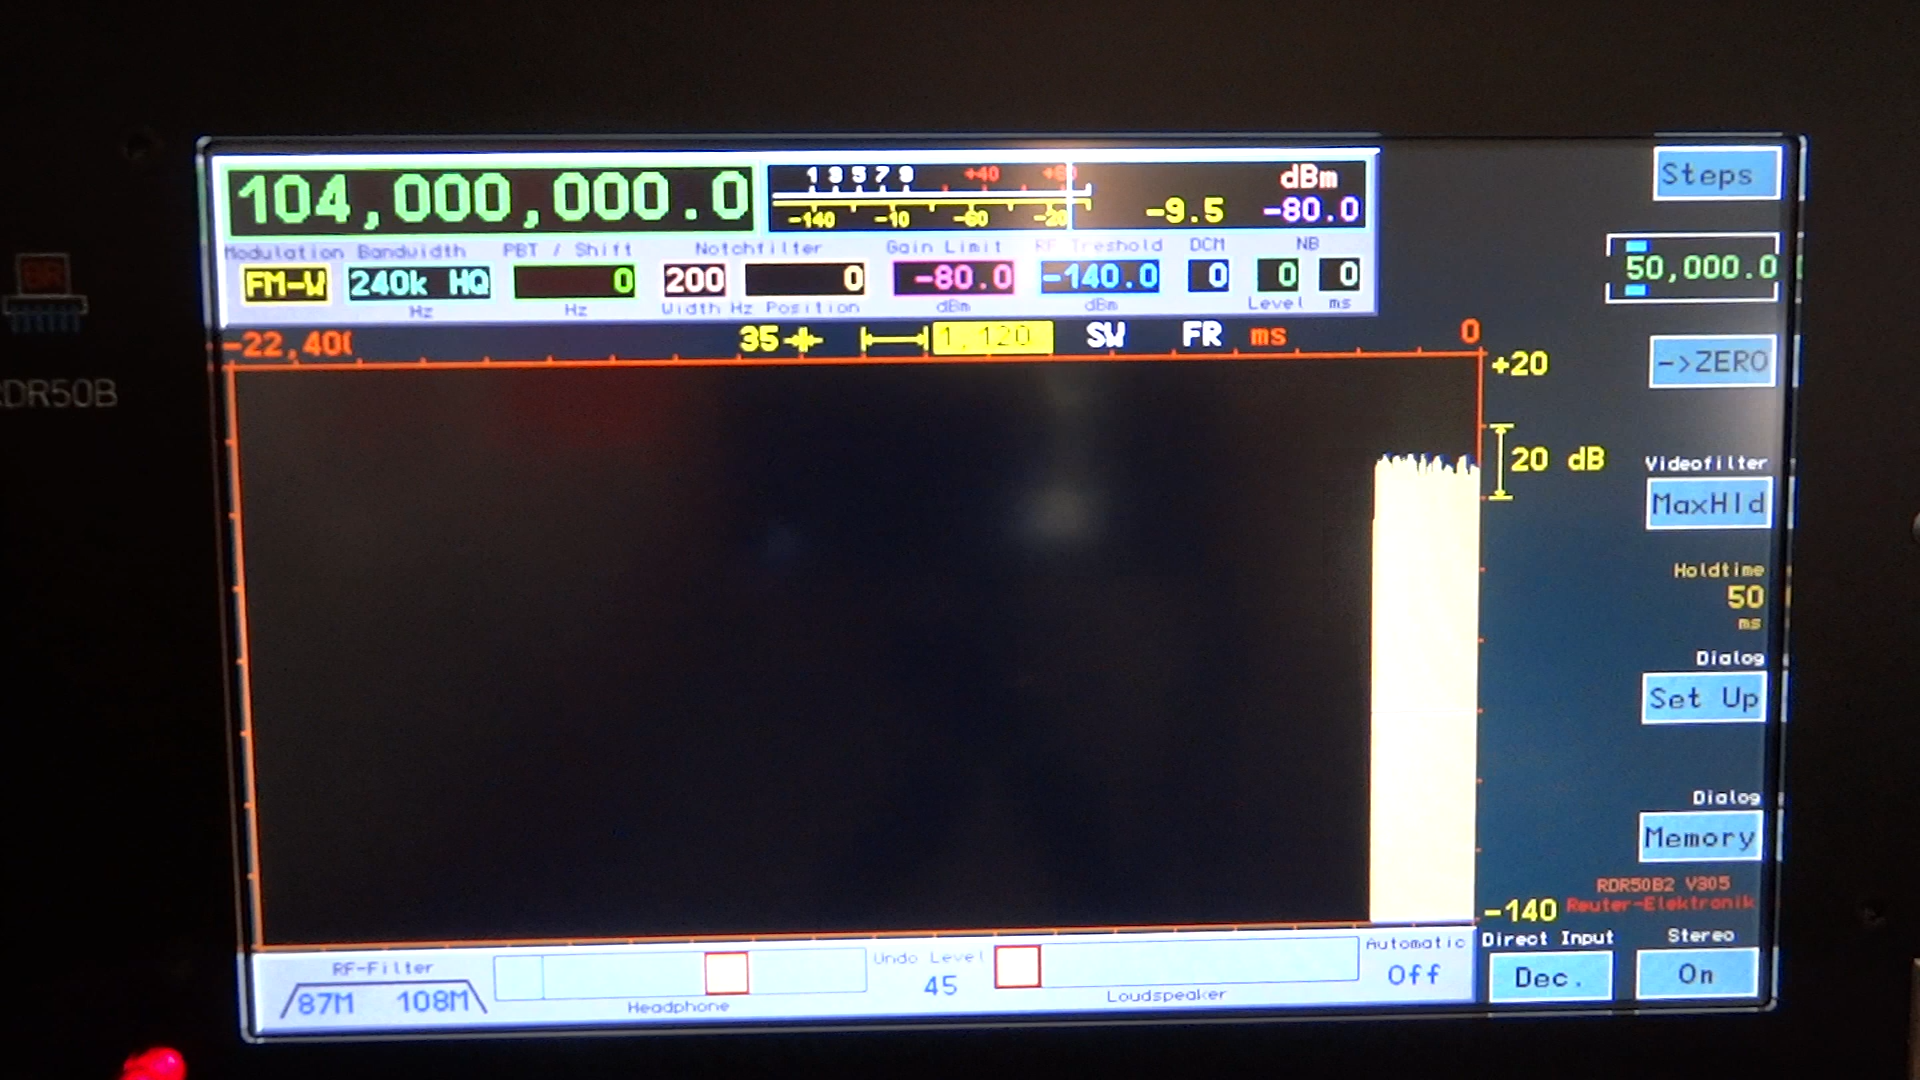 104,000,000.0
1 3 5 7 9 +40 +80
dBm
-140 -10 -60 -20 -9.5 -80.0
Modulation Bandwidth PBT / Shift Notchfilter Gain Limit RF Treshold DCM NB
FM-W 240k HQ 0 200 0 -80.0 -140.0 0 0 0
Hz Hz Width Hz Position dBm dBm Level ms
-22,40( 35 1,120 SW FR ms 0
Steps
50,000.0
+20
->ZERO
20 dB
Videofilter
MaxHld
Holdtime
50
ms
Dialog
Set Up
Dialog
Memory
RDR50B2 V305
Reuter-Elektronik
-140
Direct Input
Dec.
Stereo
On
RF-Filter
87M 108M
Headphone
Undo Level
45
Loudspeaker
Automatic
Off
RDR50B